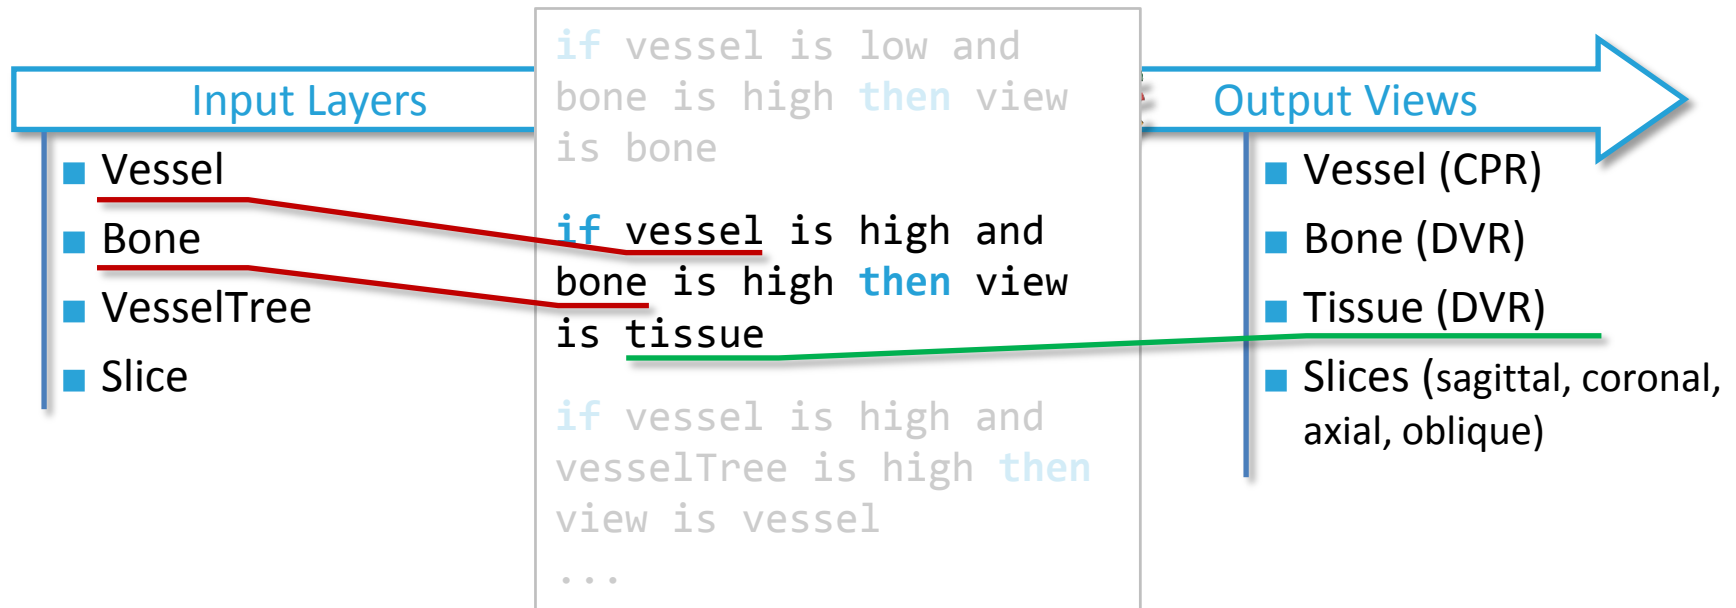 Input Layers
Vessel
Bone
VesselTree
Slice
if vessel is low and
bone is high then view
is bone
if vessel is high and
bone is high then view
is tissue
if vessel is high and
vesselTree is high then
view is vessel
...
Output Views
Vessel (CPR)
Bone (DVR)
Tissue (DVR)
Slices (sagittal, coronal,
axial, oblique)